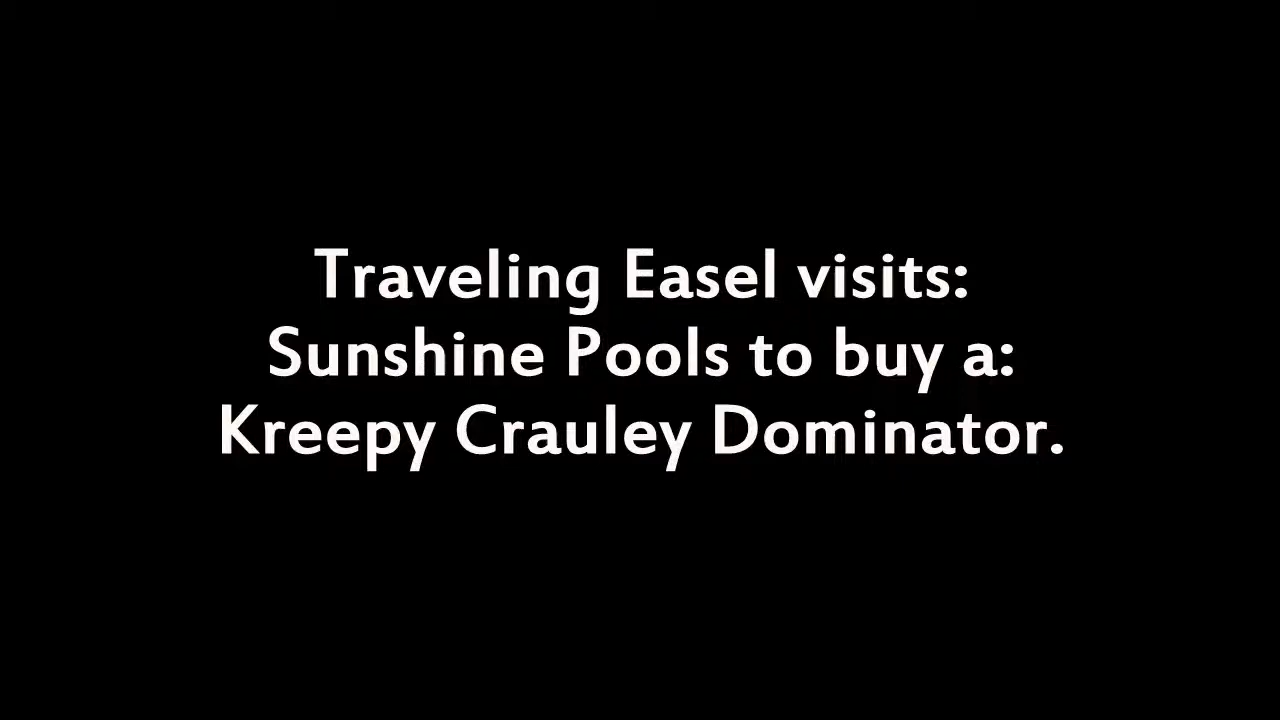 Traveling Easel visits:
Sunshine Pools to buy a:
Kreepy Crauley Dominator.